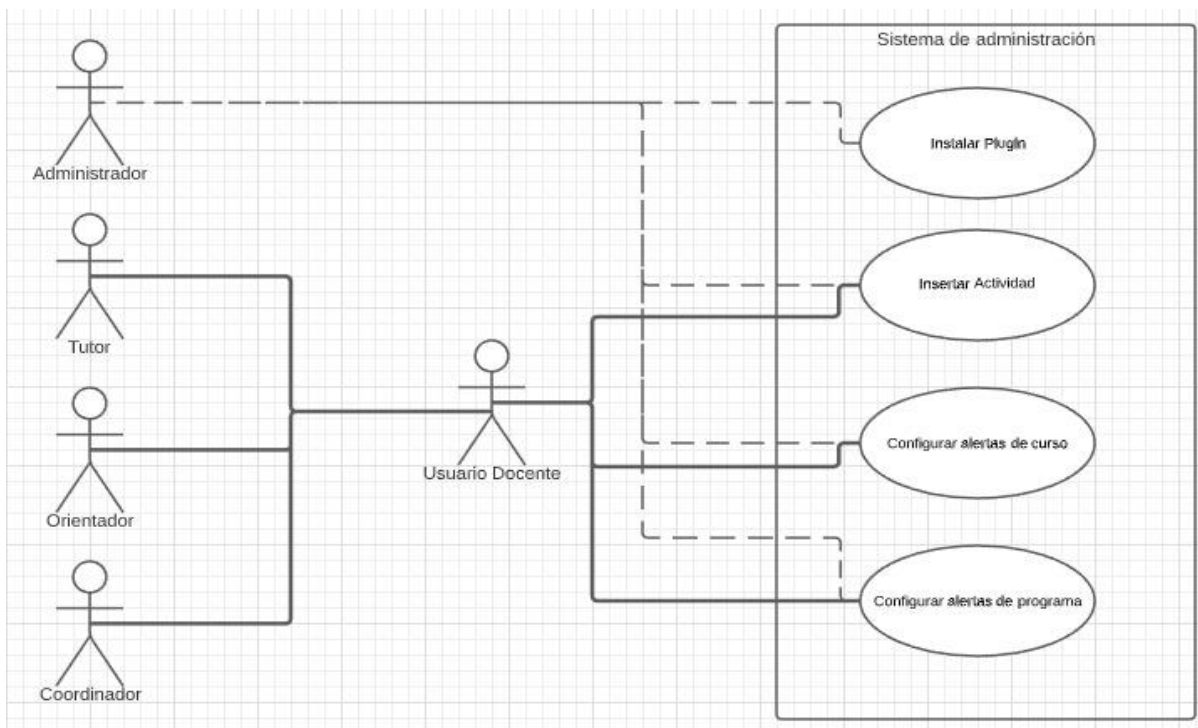 Sistema de administración
Instalar Plugin
Administrador
Insertar Actividad
Tutor
Configurar alertas de curso
Usuario Docente
Orientador
Configurar alertas de programa
Coordinador